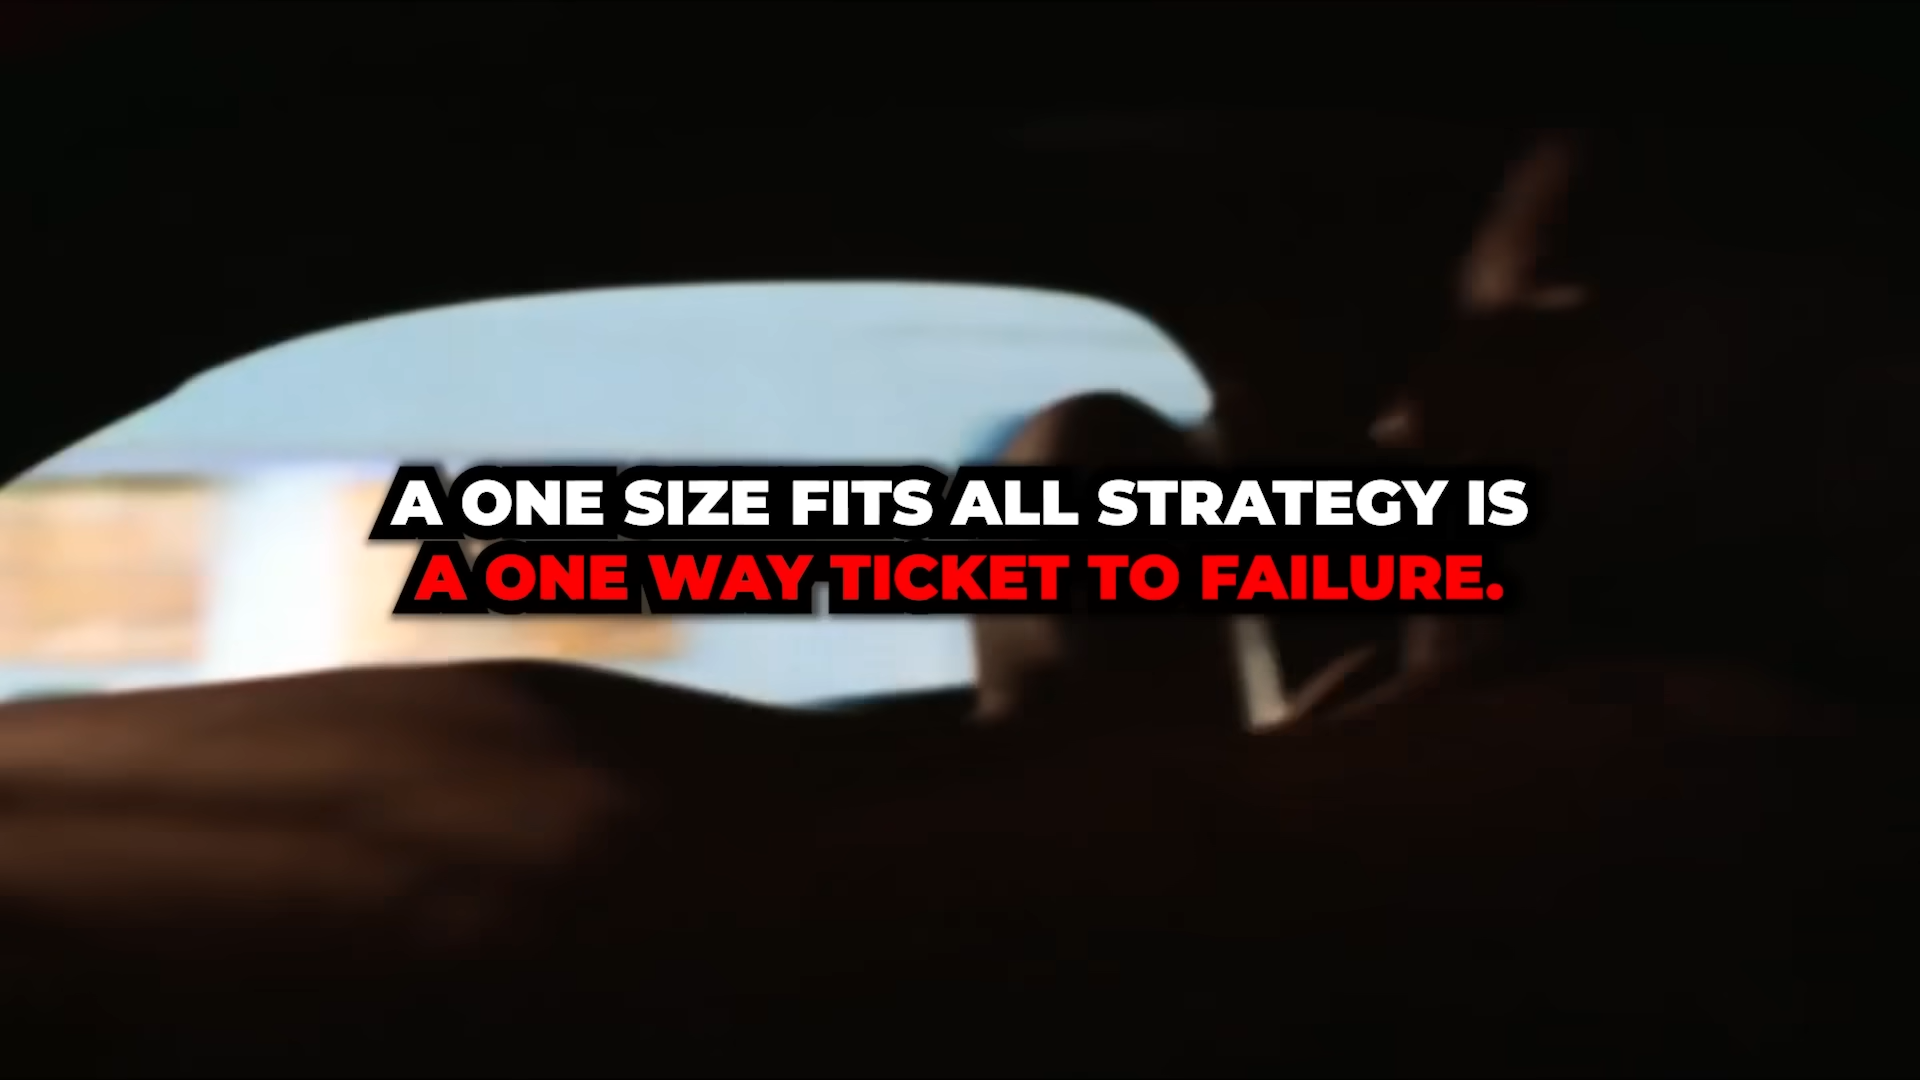 A ONE SIZE FITS ALL STRATEGY IS
A ONE WAY TICKET TO FAILURE.